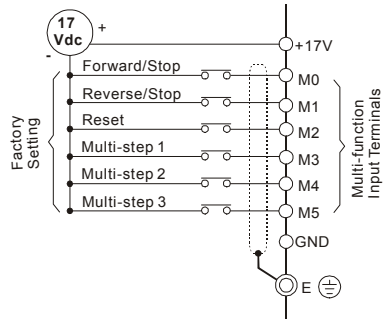 17
Vdc
+
-
+17V
Forward/Stop
M0
Reverse/Stop
M1
Reset
M2
Multi-step 1
M3
Multi-step 2
M4
Multi-step 3
M5
GND
E
Factory
Setting
Multi-function
Input Terminals